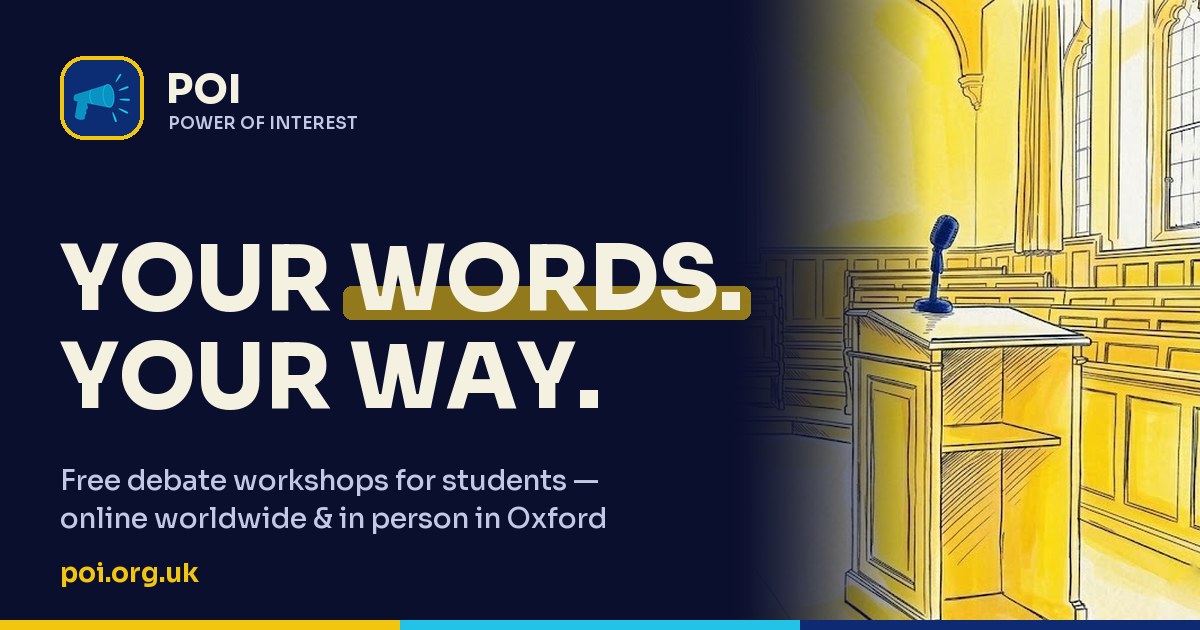 POI
POWER OF INTEREST
YOUR WORDS.
YOUR WAY.
Free debate workshops for students —
online worldwide & in person in Oxford
poi.org.uk